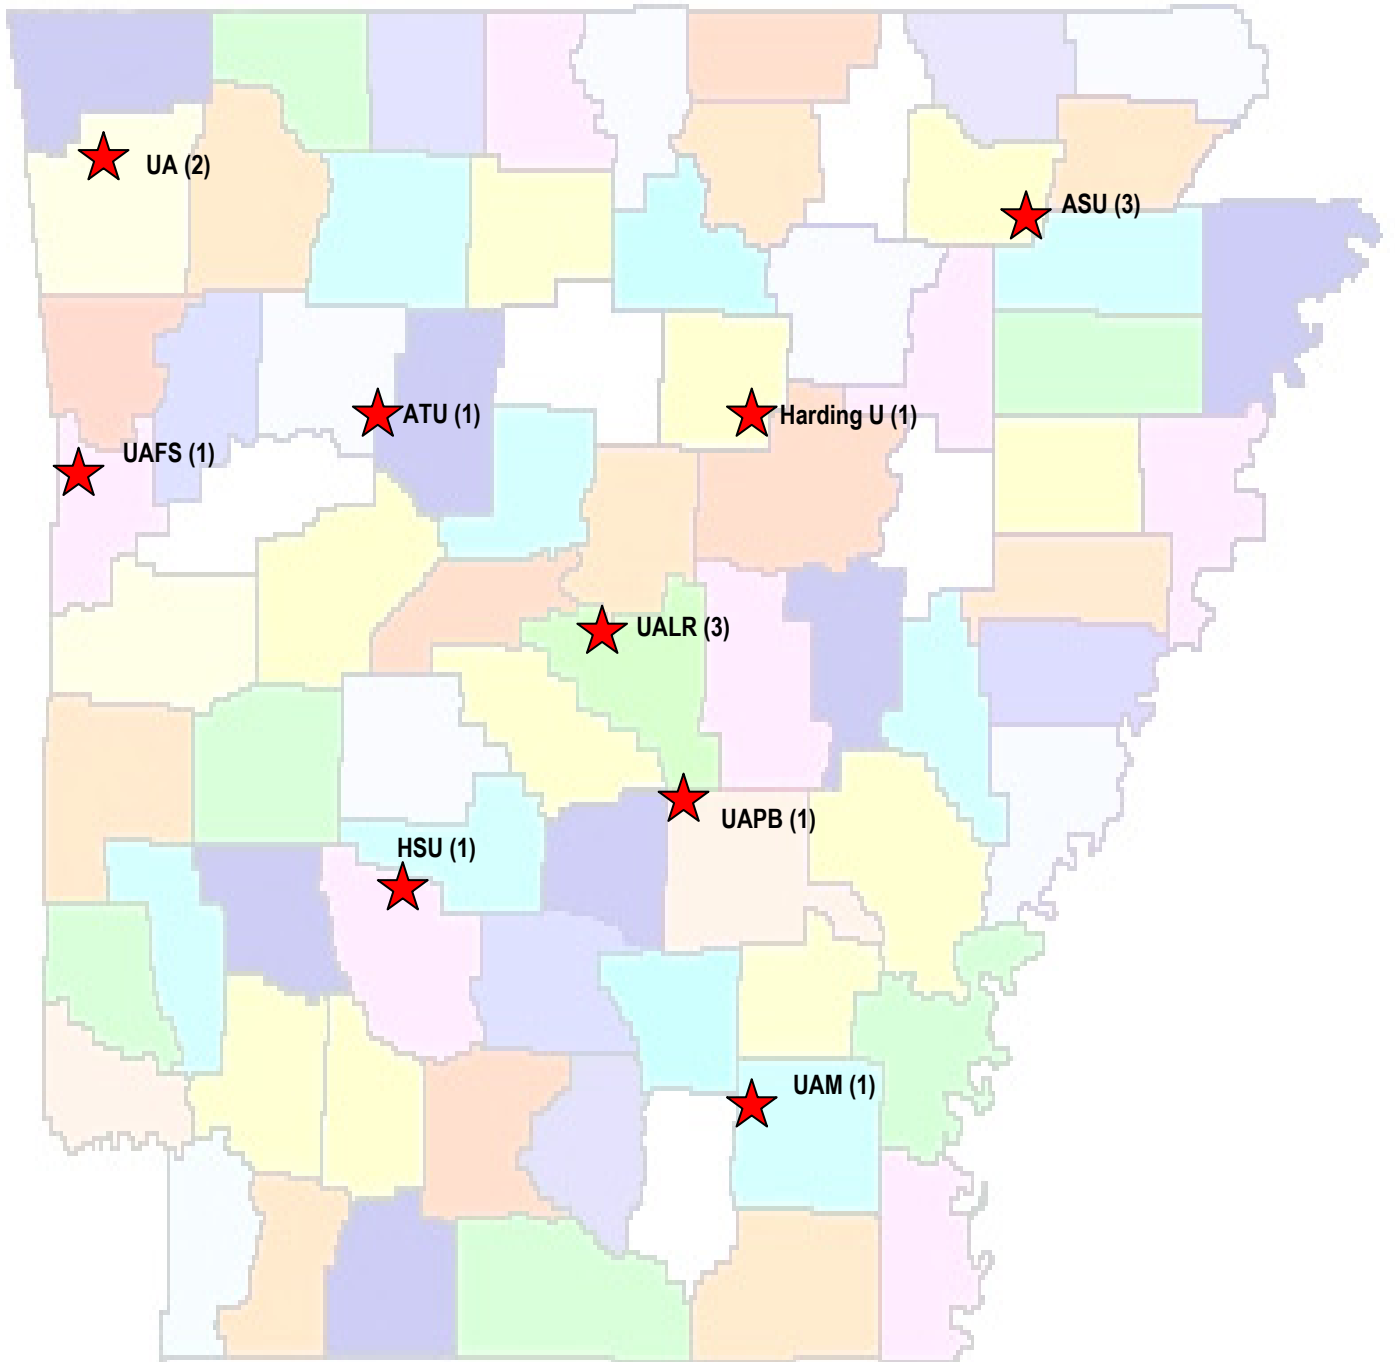 UA (2)
ASU (3)
ATU (1)
Harding U (1)
UAFS (1)
UALR (3)
UAPB (1)
HSU (1)
UAM (1)